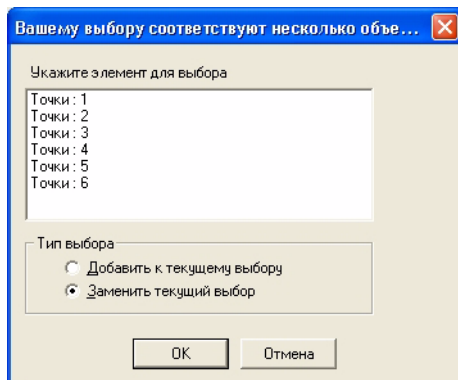 Вашему выбору соответствуют несколько объе...
Укажите элемент для выбора
Точки : 1
Точки : 2
Точки : 3
Точки : 4
Точки : 5
Точки : 6
Тип выбора
Добавить к текущему выбору
Заменить текущий выбор
OK
Отмена